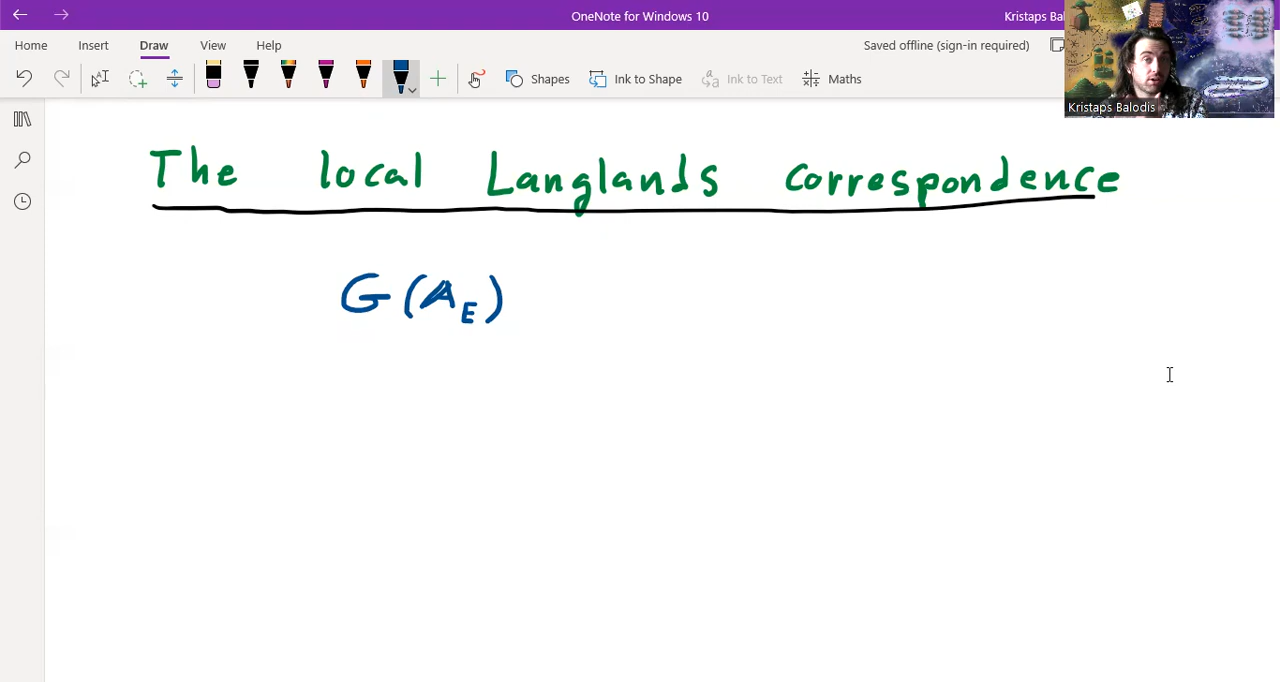 OneNote for Windows 10
Kristaps Bal
Home Insert Draw View Help
Saved offline (sign-in required)
Shapes Ink to Shape Ink to Text Maths
Kristaps Balodis
The local Langlands correspondence
G(A_E)